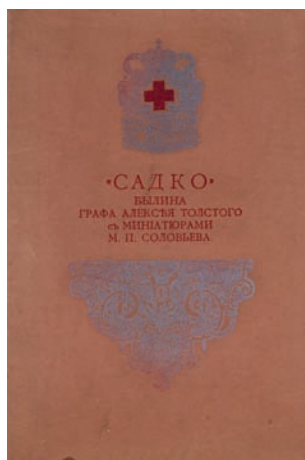 ·САДКО·
БЫЛИНА
ГРАФА АЛЕКСѢЯ ТОЛСТОГО
съ МИНІАТЮРАМИ
М. П. СОЛОВЬЕВА.